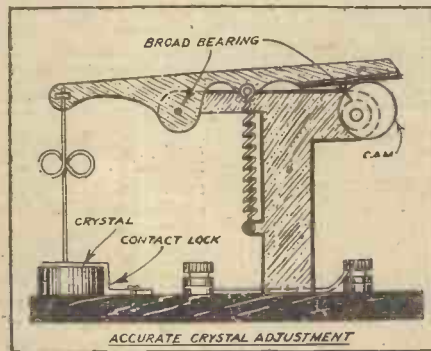 BROAD BEARING
CAM
CRYSTAL
CONTACT LOCK
ACCURATE CRYSTAL ADJUSTMENT